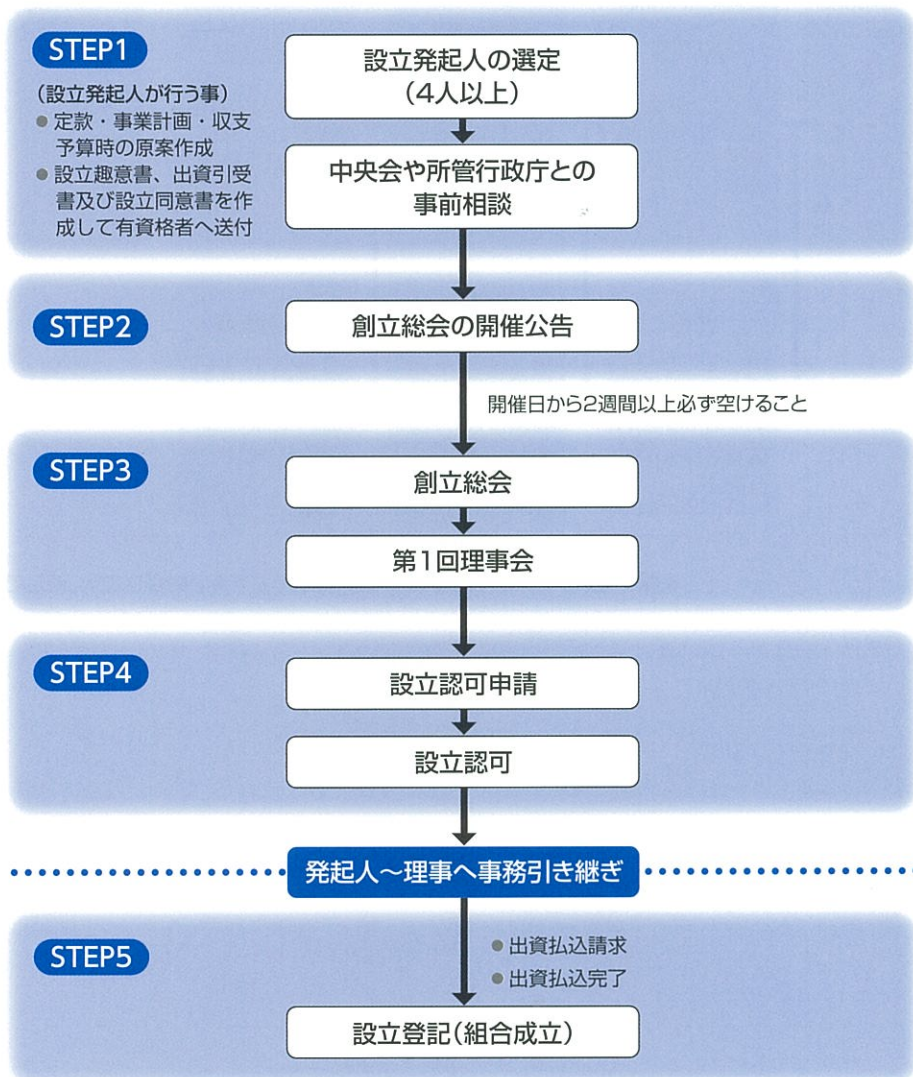 STEP1
設立発起人の選定
(4人以上)
(設立発起人が行う事)
● 定款・事業計画・収支
予算時の原案作成
● 設立趣意書、出資引受
書及び設立同意書を作
成して有資格者へ送付
中央会や所管行政庁との
事前相談
STEP2
創立総会の開催公告
開催日から2週間以上必ず空けること
STEP3
創立総会
第1回理事会
STEP4
設立認可申請
設立認可
発起人〜理事へ事務引き継ぎ
STEP5
● 出資払込請求
● 出資払込完了
設立登記(組合成立)